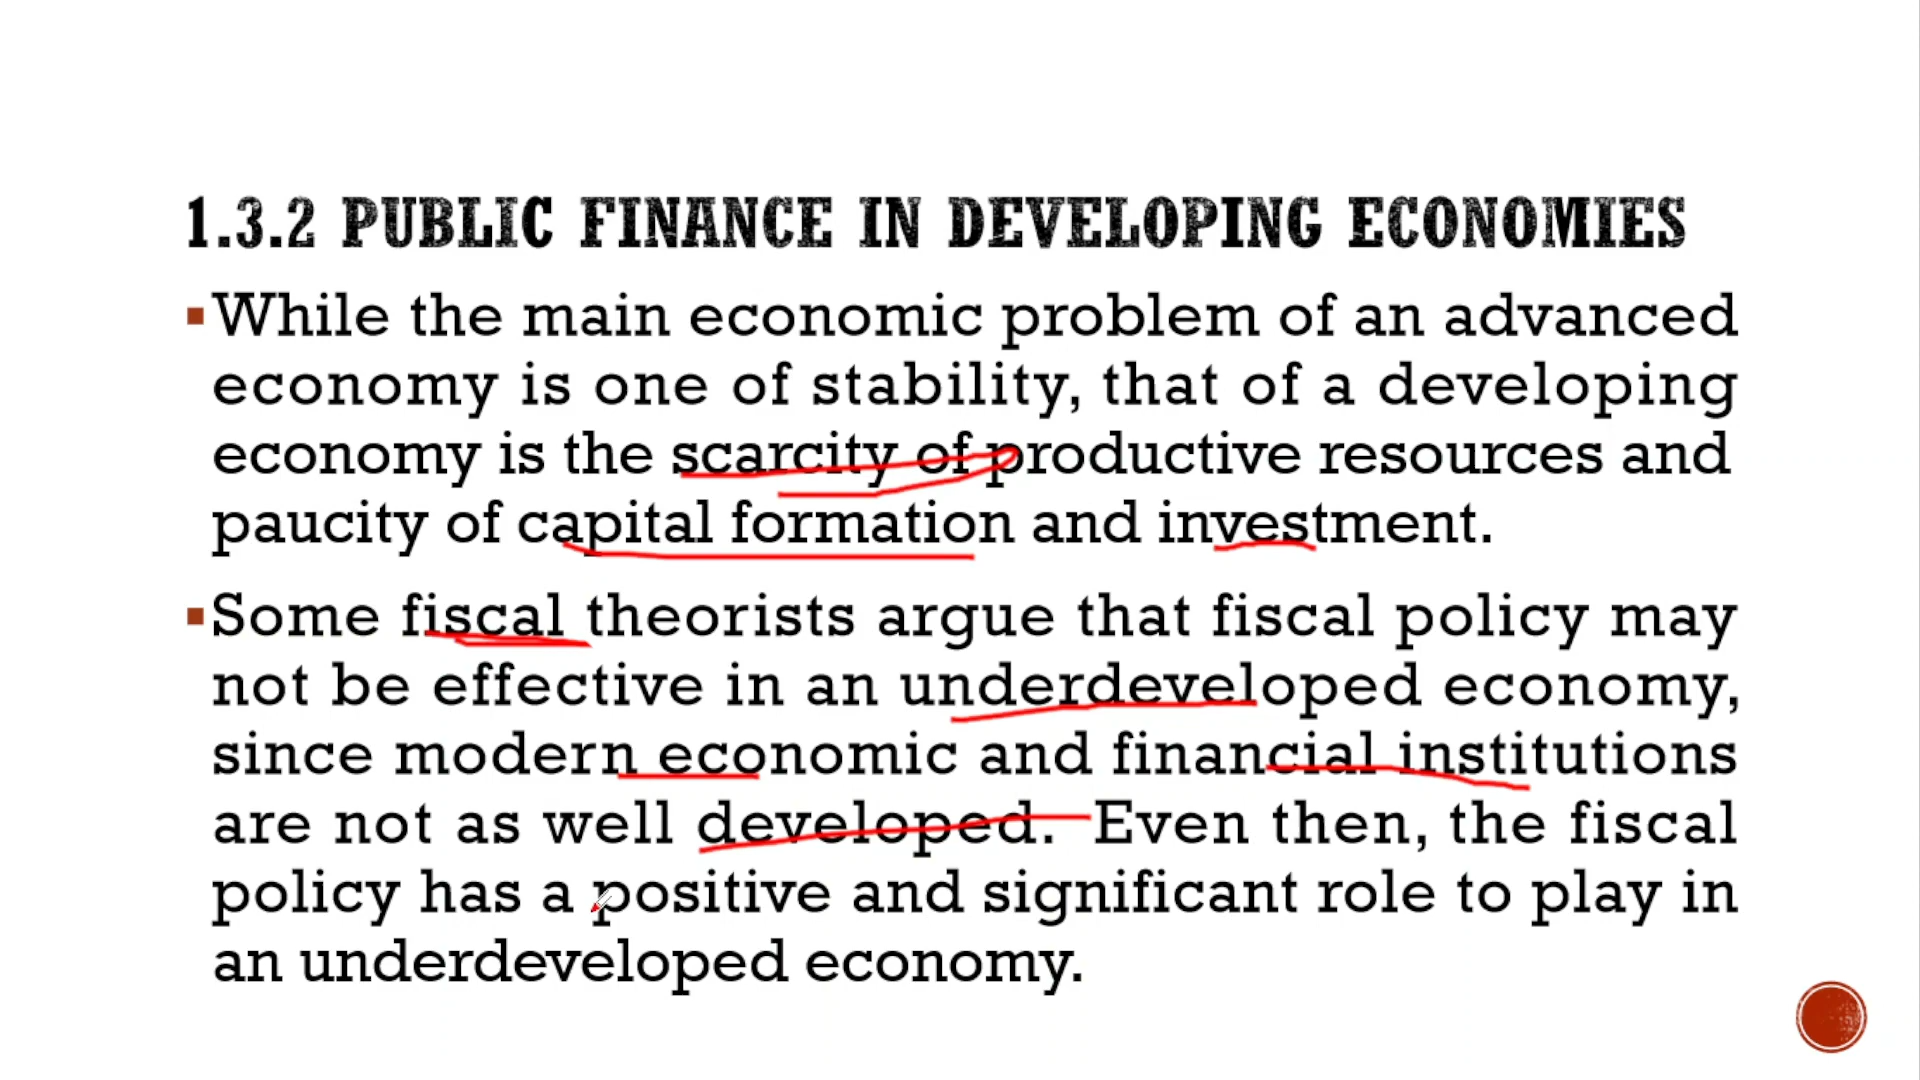 1.3.2 PUBLIC FINANCE IN DEVELOPING ECONOMIES
▪While the main economic problem of an advanced
economy is one of stability, that of a developing
economy is the scarcity of productive resources and
paucity of capital formation and investment.
▪Some fiscal theorists argue that fiscal policy may
not be effective in an underdeveloped economy,
since modern economic and financial institutions
are not as well developed. Even then, the fiscal
policy has a positive and significant role to play in
an underdeveloped economy.